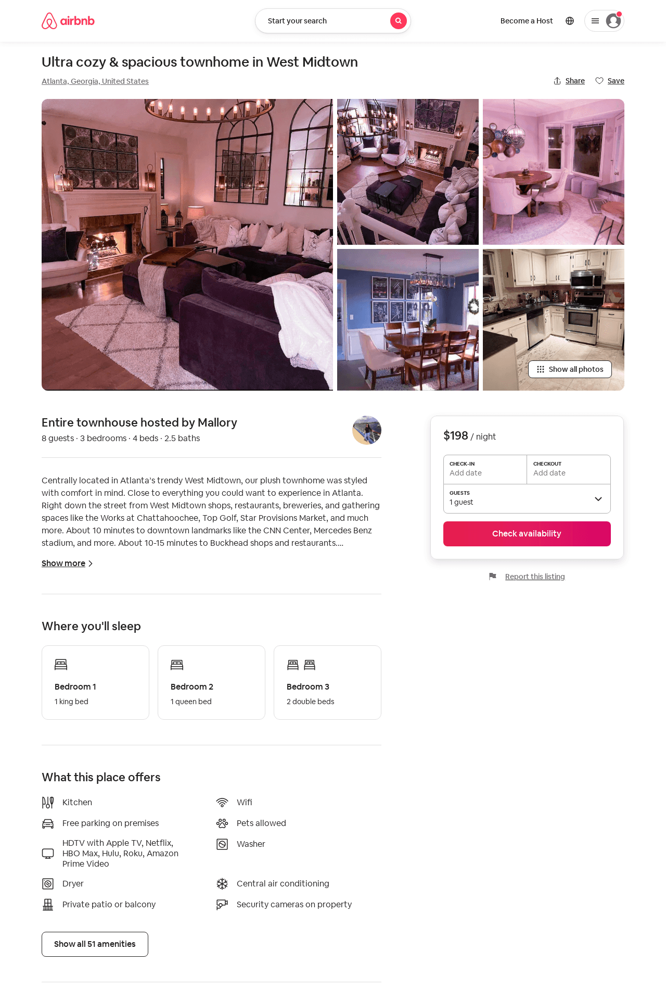 airbnb
Start your search
Become a Host
Ultra cozy & spacious townhome in West Midtown
Atlanta, Georgia, United States
Share
Save
Show all photos
Entire townhouse hosted by Mallory
8 guests · 3 bedrooms · 4 beds · 2.5 baths
$198 / night
CHECK-IN
Add date
CHECKOUT
Add date
GUESTS
1 guest
Check availability
Report this listing
Centrally located in Atlanta’s trendy West Midtown, our plush townhome was styled
with comfort in mind. Close to everything you could want to experience in Atlanta.
Right down the street from West Midtown shops, restaurants, breweries, and gathering
spaces like the Works at Chattahoochee, Top Golf, Star Provisions Market, and much
more. About 10 minutes to downtown landmarks like the CNN Center, Mercedes Benz
stadium, and more. About 10-15 minutes to Buckhead shops and restaurants....
Show more
Where you'll sleep
Bedroom 1
1 king bed
Bedroom 2
1 queen bed
Bedroom 3
2 double beds
What this place offers
Kitchen
Wifi
Free parking on premises
Pets allowed
HDTV with Apple TV, Netflix,
HBO Max, Hulu, Roku, Amazon
Prime Video
Washer
Dryer
Central air conditioning
Private patio or balcony
Security cameras on property
Show all 51 amenities